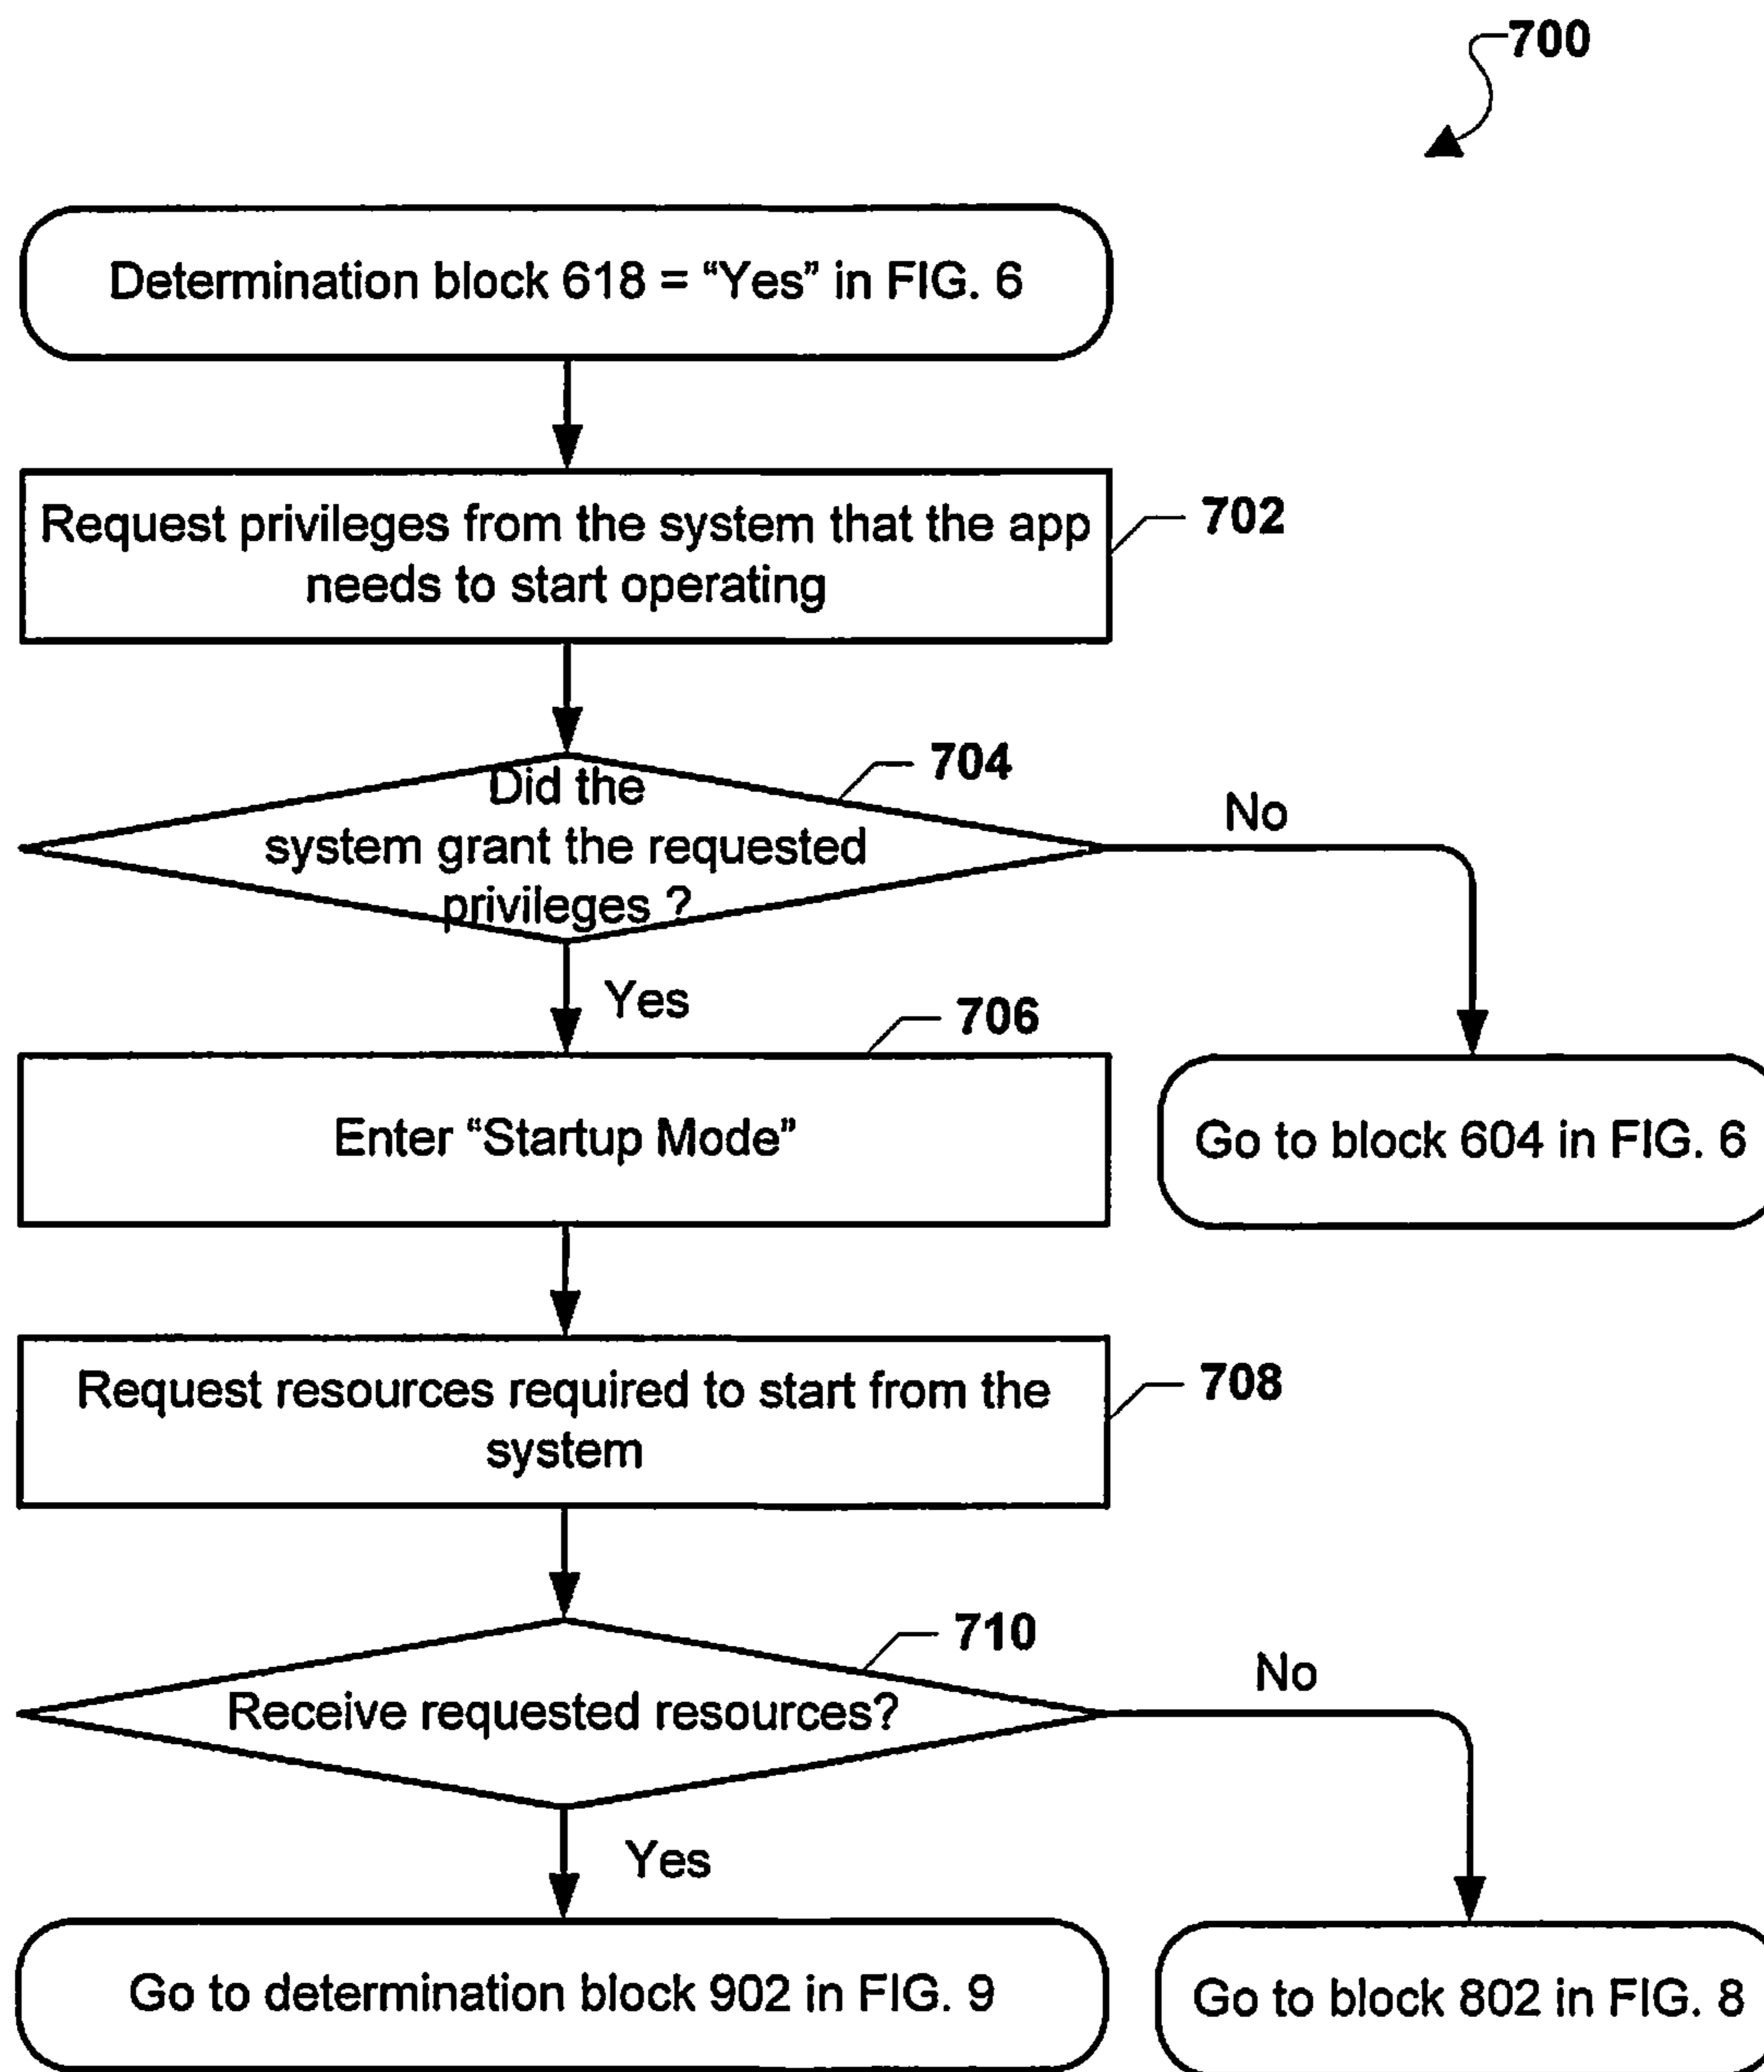 700
Determination block 618 = “Yes” in FIG. 6
Request privileges from the system that the app
needs to start operating
702
704
Did the
system grant the requested
privileges ?
No
Yes
706
Enter “Startup Mode”
Go to block 604 in FIG. 6
Request resources required to start from the
system
708
710
Receive requested resources?
No
Yes
Go to determination block 902 in FIG. 9
Go to block 802 in FIG. 8